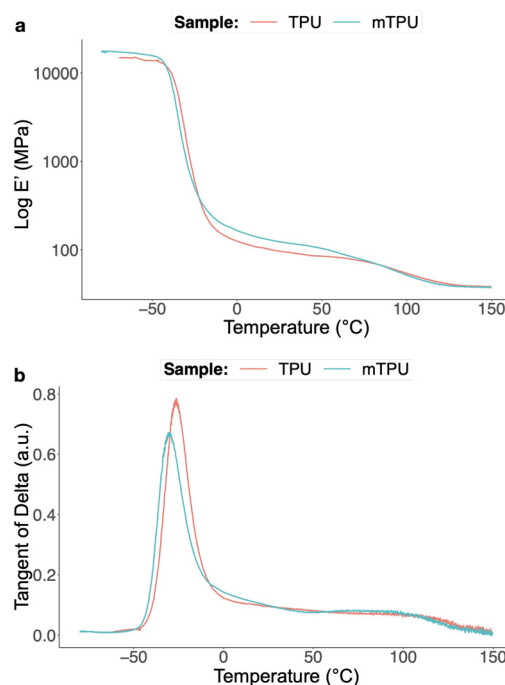 a
Sample: TPU mTPU
10000
1000
100
Log E' (MPa)
−50 0 50 100 150
Temperature (°C)
b
Sample: TPU mTPU
0.8
0.6
0.4
0.2
0.0
Tangent of Delta (a.u.)
−50 0 50 100 150
Temperature (°C)